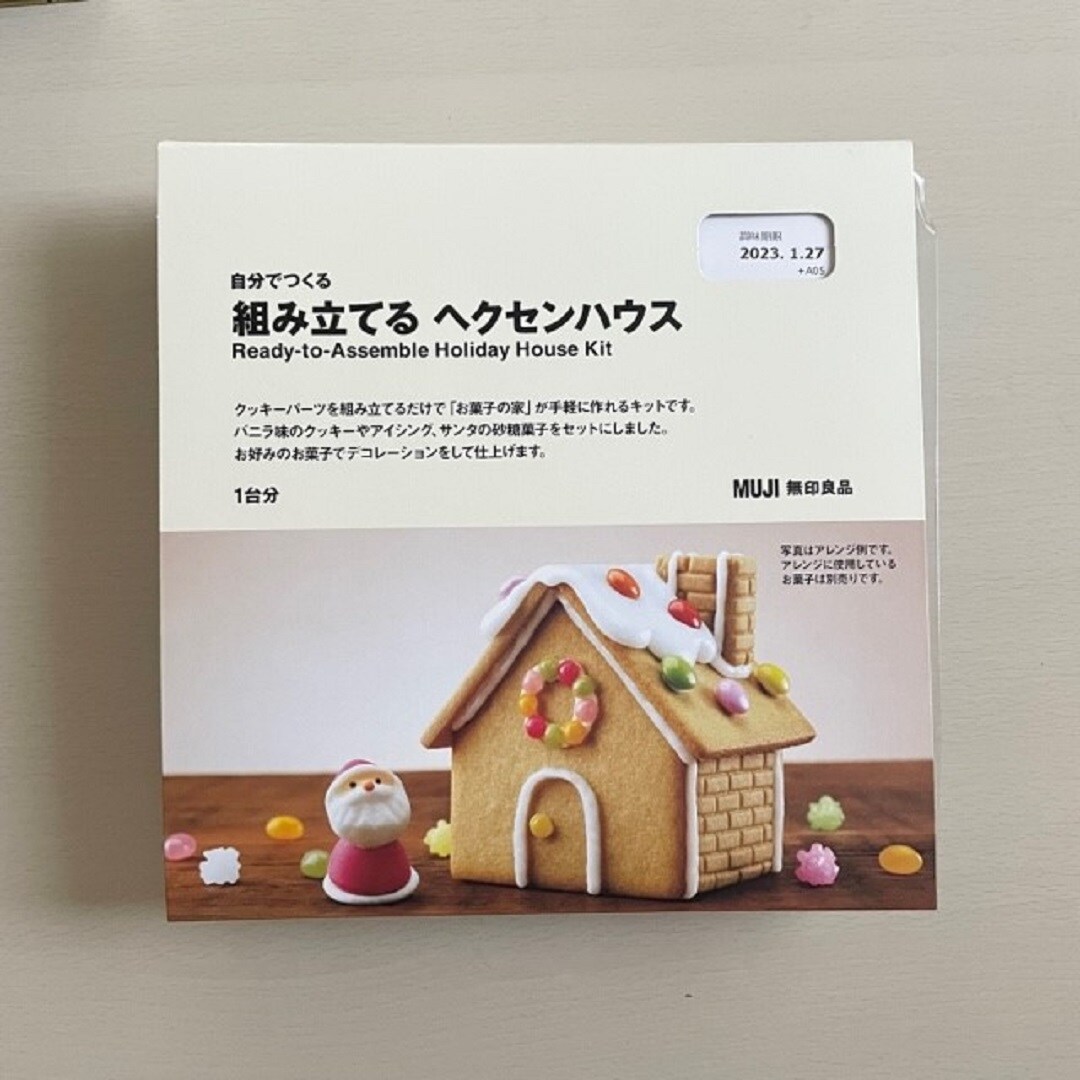 賞味期限
2023. 1.27
+A05
自分でつくる
組み立てる ヘクセンハウス
Ready-to-Assemble Holiday House Kit
クッキーパーツを組み立てるだけで「お菓子の家」が手軽に作れるキットです。
バニラ味のクッキーやアイシング、サンタの砂糖菓子をセットにしました。
お好みのお菓子でデコレーションをして仕上げます。
1台分
MUJI 無印良品
写真はアレンジ例です。
アレンジに使用している
お菓子は別売りです。